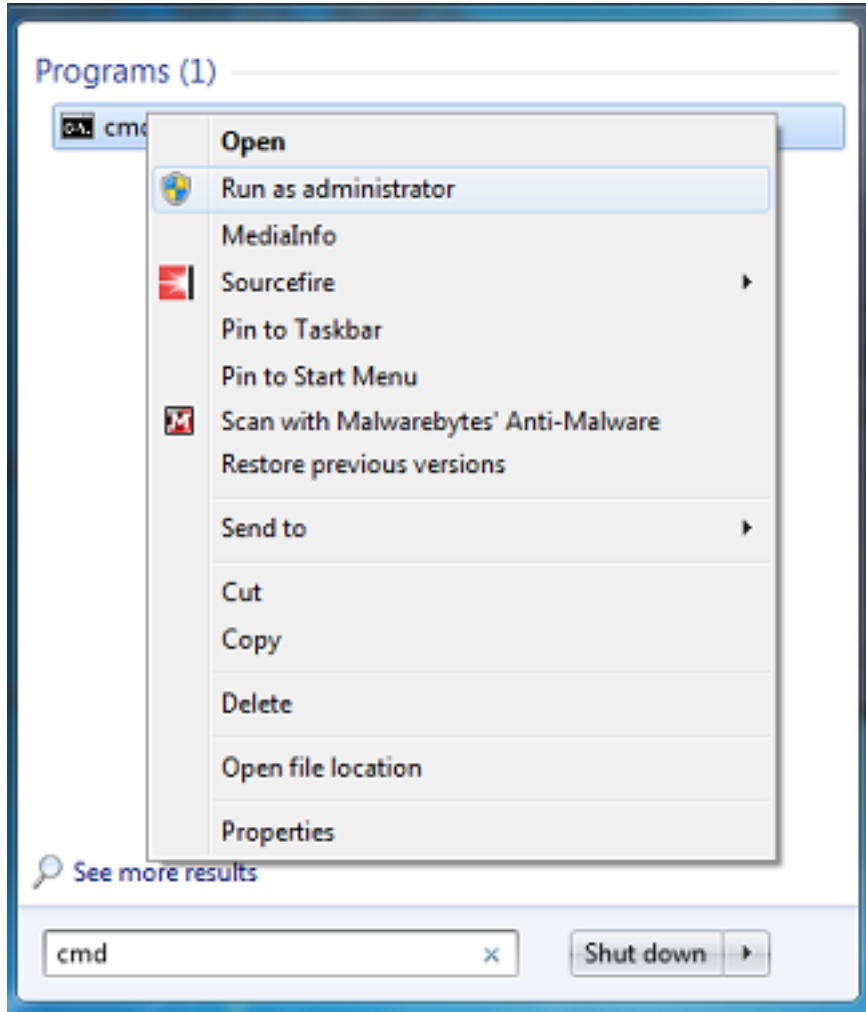 Programs (1)
cmd
Open
Run as administrator
MediaInfo
Sourcefire
Pin to Taskbar
Pin to Start Menu
Scan with Malwarebytes' Anti-Malware
Restore previous versions
Send to
Cut
Copy
Delete
Open file location
Properties
See more results
cmd
Shut down